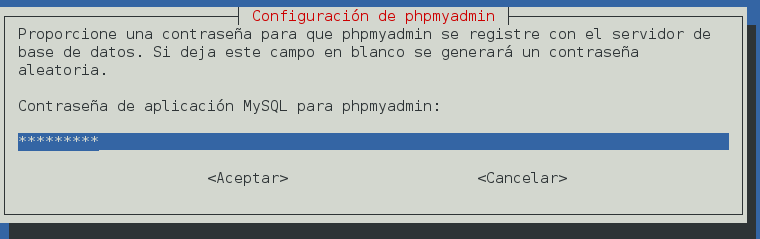 Configuración de phpmyadmin
Proporcione una contraseña para que phpmyadmin se registre con el servidor de
base de datos. Si deja este campo en blanco se generará un contraseña
aleatoria.
Contraseña de aplicación MySQL para phpmyadmin:
*********
<Aceptar> <Cancelar>